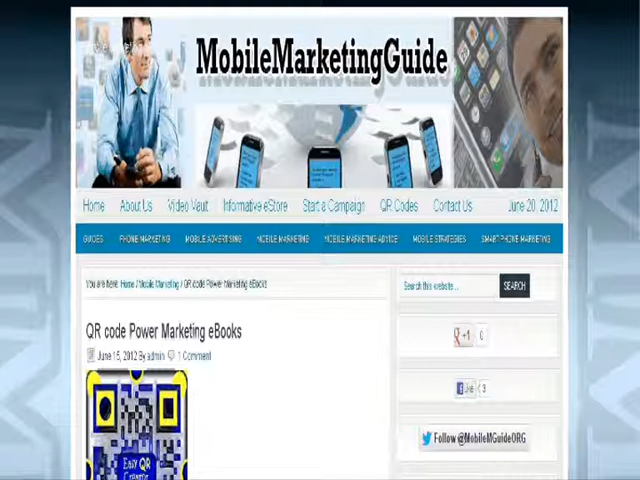 MobileMarketingGuide
Home About Us Video Vault Informative eStore Start a Campaign QR Codes Contact Us June 20, 2012
GUIDES PHONE MARKETING MOBILE ADVERTISING MOBILE MARKETING MOBILE MARKETING ADVICE MOBILE STRATEGIES SMART PHONE MARKETING
You are here: Home / Mobile Marketing / QR code Power Marketing eBooks
Search this website... SEARCH
QR code Power Marketing eBooks
June 15, 2012 By admin 1 Comment
+1 0
Like 3
Follow @MobileMGuideORG
Easy QR
Creator